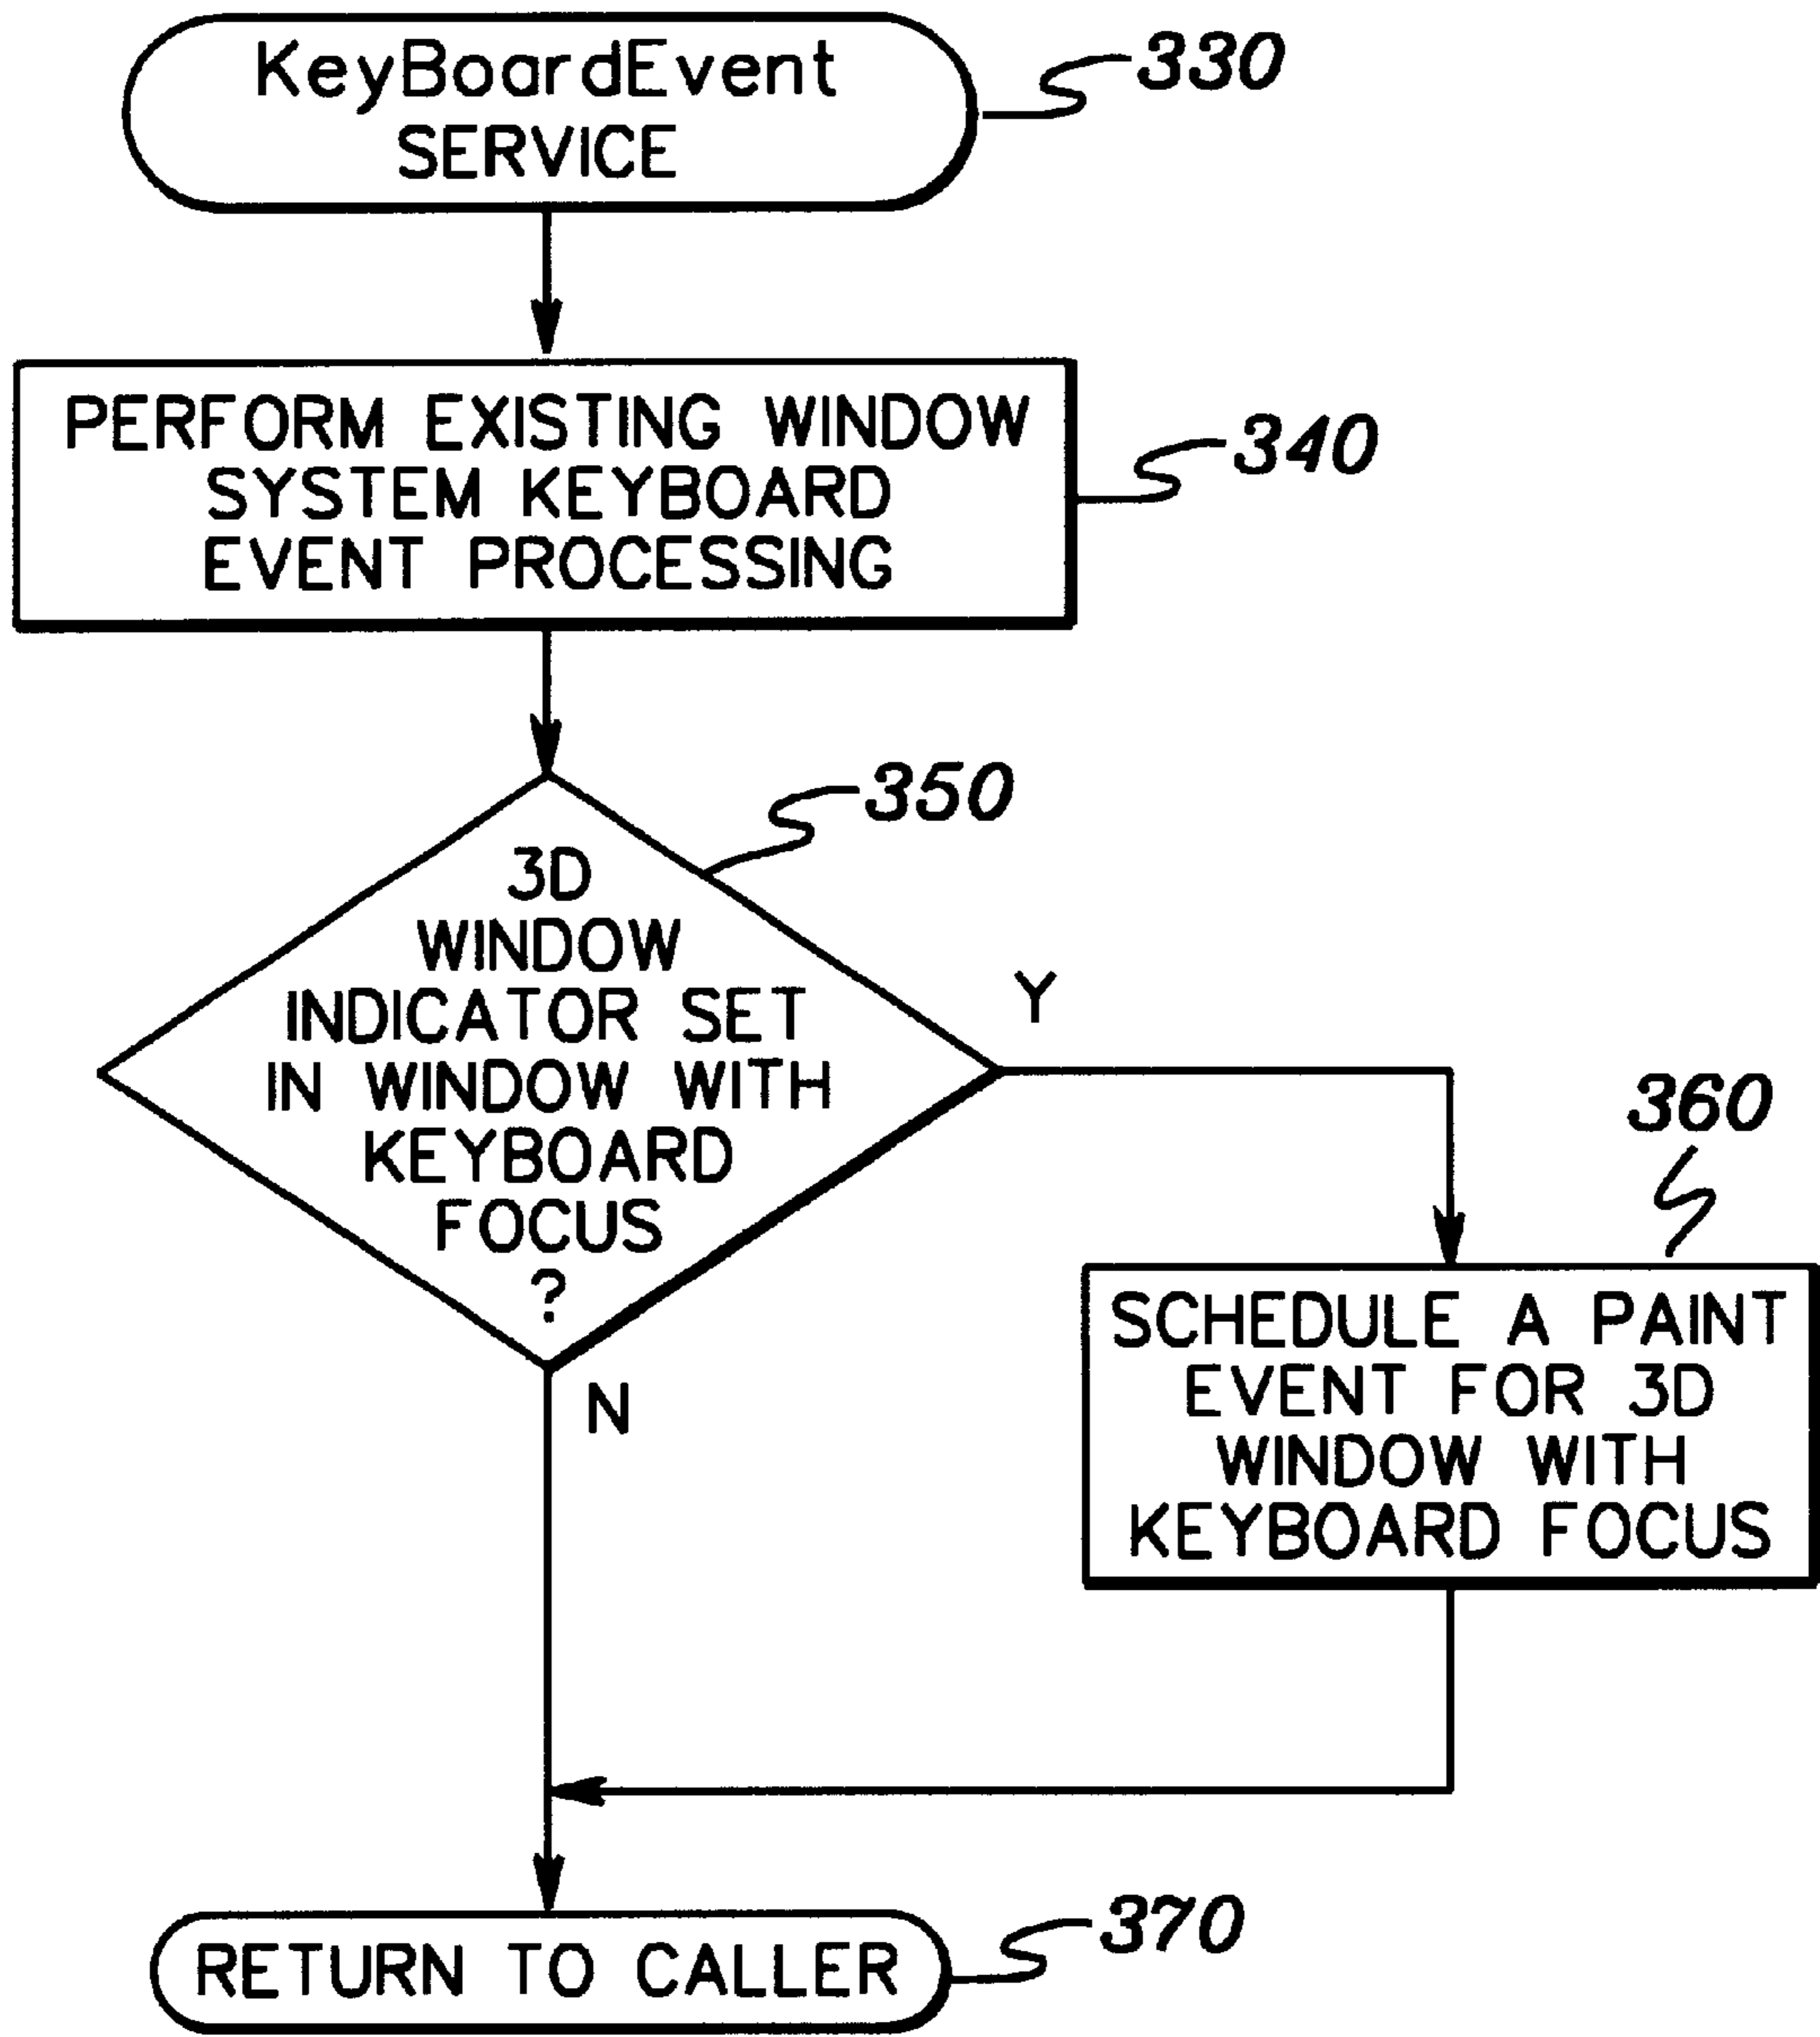 KeyBoardEvent
SERVICE
330
PERFORM EXISTING WINDOW
SYSTEM KEYBOARD
EVENT PROCESSING
340
350
3D
WINDOW
INDICATOR SET
IN WINDOW WITH
KEYBOARD
FOCUS
?
Y
N
360
SCHEDULE A PAINT
EVENT FOR 3D
WINDOW WITH
KEYBOARD FOCUS
RETURN TO CALLER
370